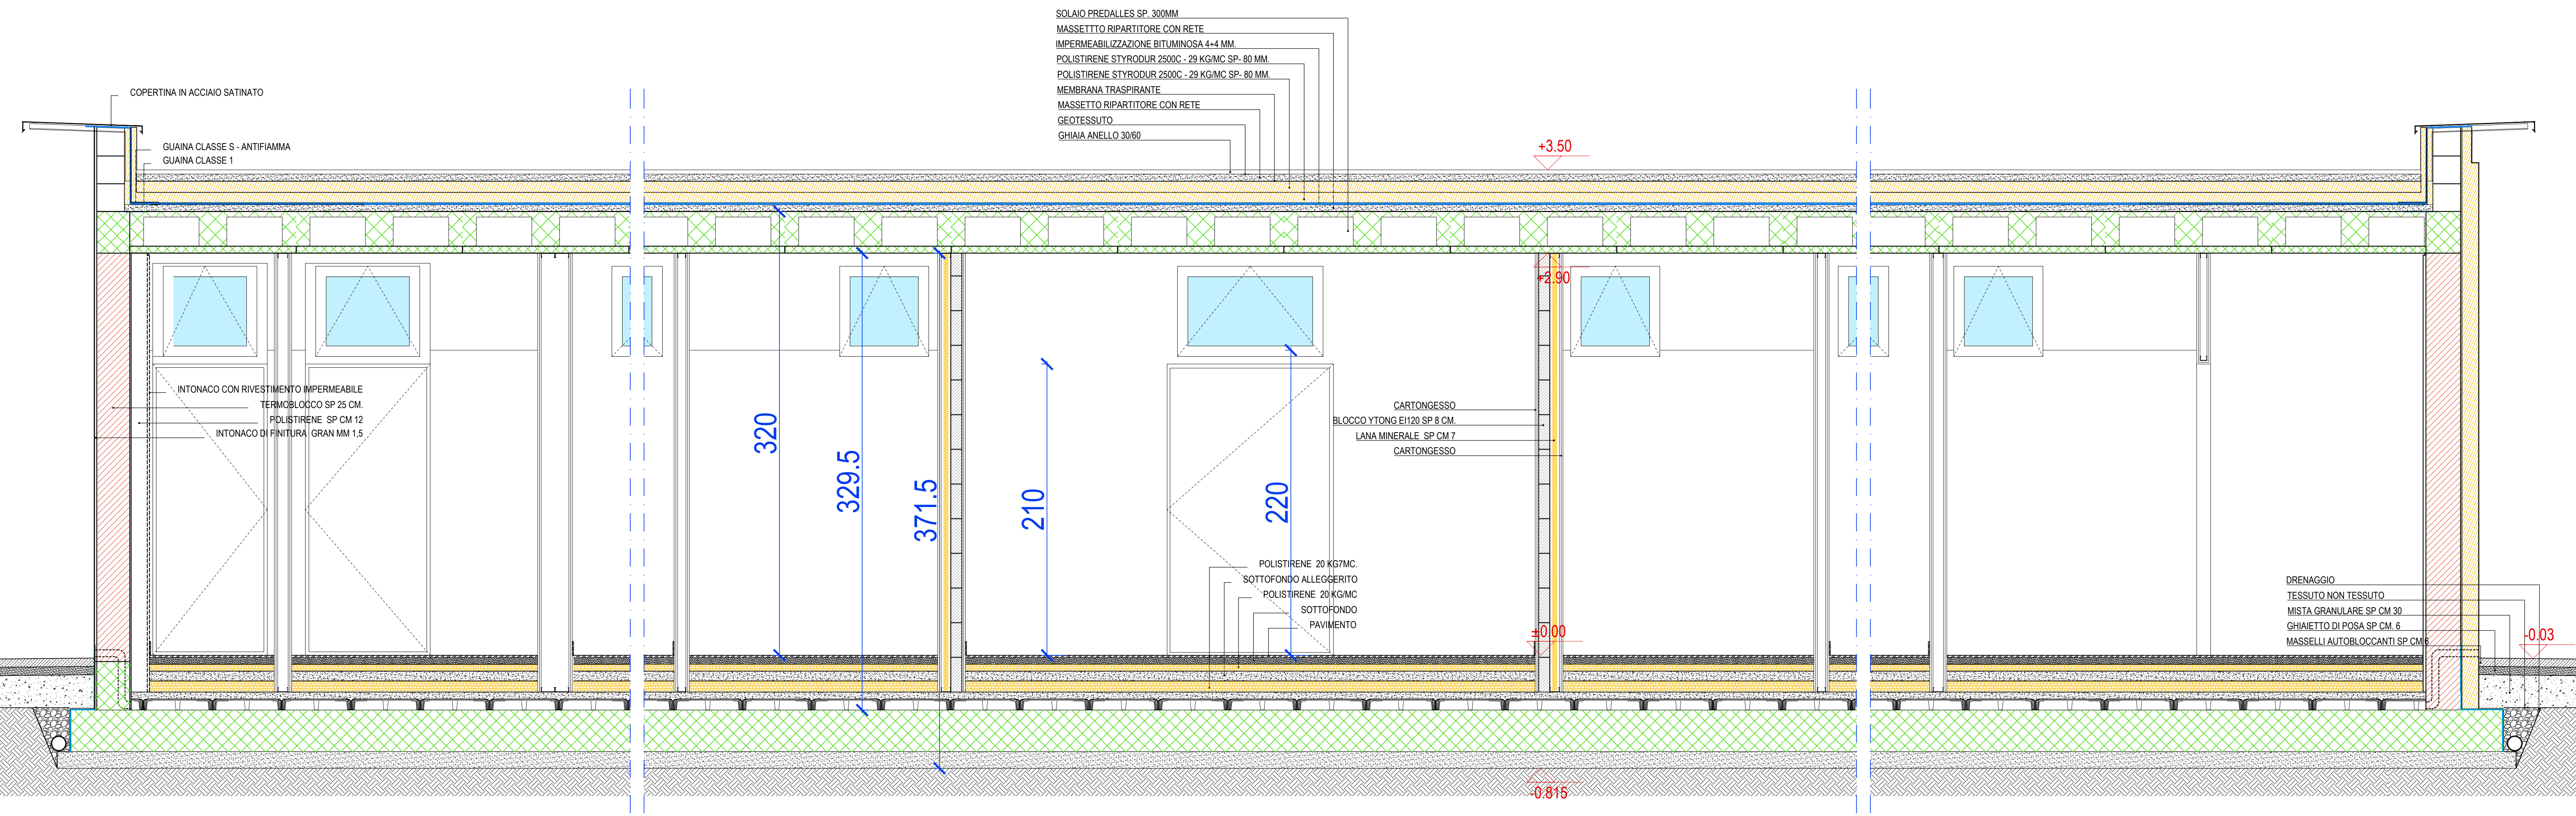 SOLAIO PREDALLES SP. 300MM
MASSETTTO RIPARTITORE CON RETE
IMPERMEABILIZZAZIONE BITUMINOSA 4+4 MM.
POLISTIRENE STYRODUR 2500C - 29 KG/MC SP- 80 MM.
POLISTIRENE STYRODUR 2500C - 29 KG/MC SP- 80 MM.
MEMBRANA TRASPIRANTE
MASSETTO RIPARTITORE CON RETE
GEOTESSUTO
GHIAIA ANELLO 30/60
COPERTINA IN ACCIAIO SATINATO
GUAINA CLASSE S - ANTIFIAMMA
GUAINA CLASSE 1
+3.50
+2.90
INTONACO CON RIVESTIMENTO IMPERMEABILE
TERMOBLOCCO SP 25 CM.
POLISTIRENE SP CM 12
INTONACO DI FINITURA GRAN MM 1,5
320
329.5
371.5
210
220
CARTONGESSO
BLOCCO YTONG EI120 SP 8 CM.
LANA MINERALE SP CM 7
CARTONGESSO
POLISTIRENE 20 KG7MC.
SOTTOFONDO ALLEGGERITO
POLISTIRENE 20 KG/MC
SOTTOFONDO
PAVIMENTO
±0.00
DRENAGGIO
TESSUTO NON TESSUTO
MISTA GRANULARE SP CM 30
GHIAIETTO DI POSA SP CM. 6
MASSELLI AUTOBLOCCANTI SP CM 6
-0.03
-0.815